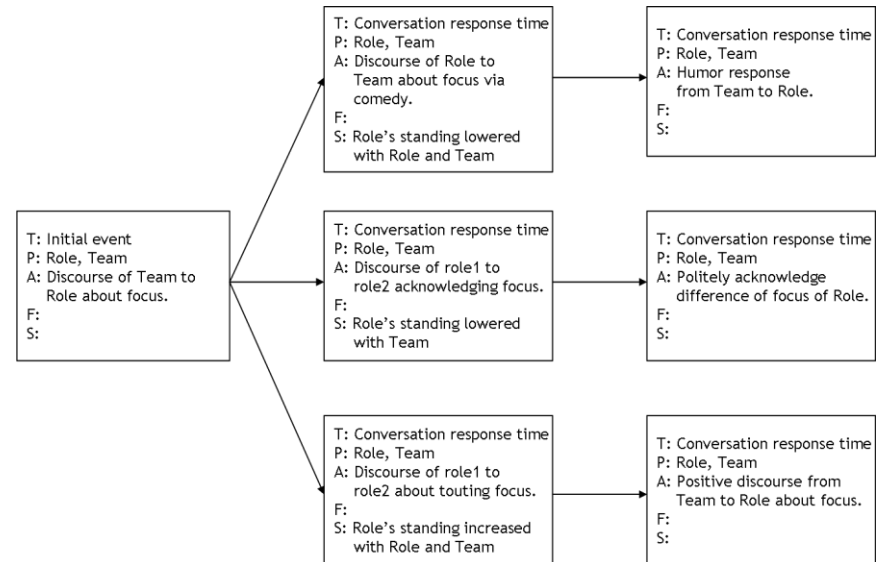 T: Initial event
P: Role, Team
A: Discourse of Team to
Role about focus.
F:
S:
T: Conversation response time
P: Role, Team
A: Discourse of Role to
Team about focus via
comedy.
F:
S: Role's standing lowered
with Role and Team
T: Conversation response time
P: Role, Team
A: Humor response
from Team to Role.
F:
S:
T: Conversation response time
P: Role, Team
A: Discourse of role1 to
role2 acknowledging focus.
F:
S: Role's standing lowered
with Team
T: Conversation response time
P: Role, Team
A: Politely acknowledge
difference of focus of Role.
F:
S:
T: Conversation response time
P: Role, Team
A: Discourse of role1 to
role2 about touting focus.
F:
S: Role's standing increased
with Role and Team
T: Conversation response time
P: Role, Team
A: Positive discourse from
Team to Role about focus.
F:
S: